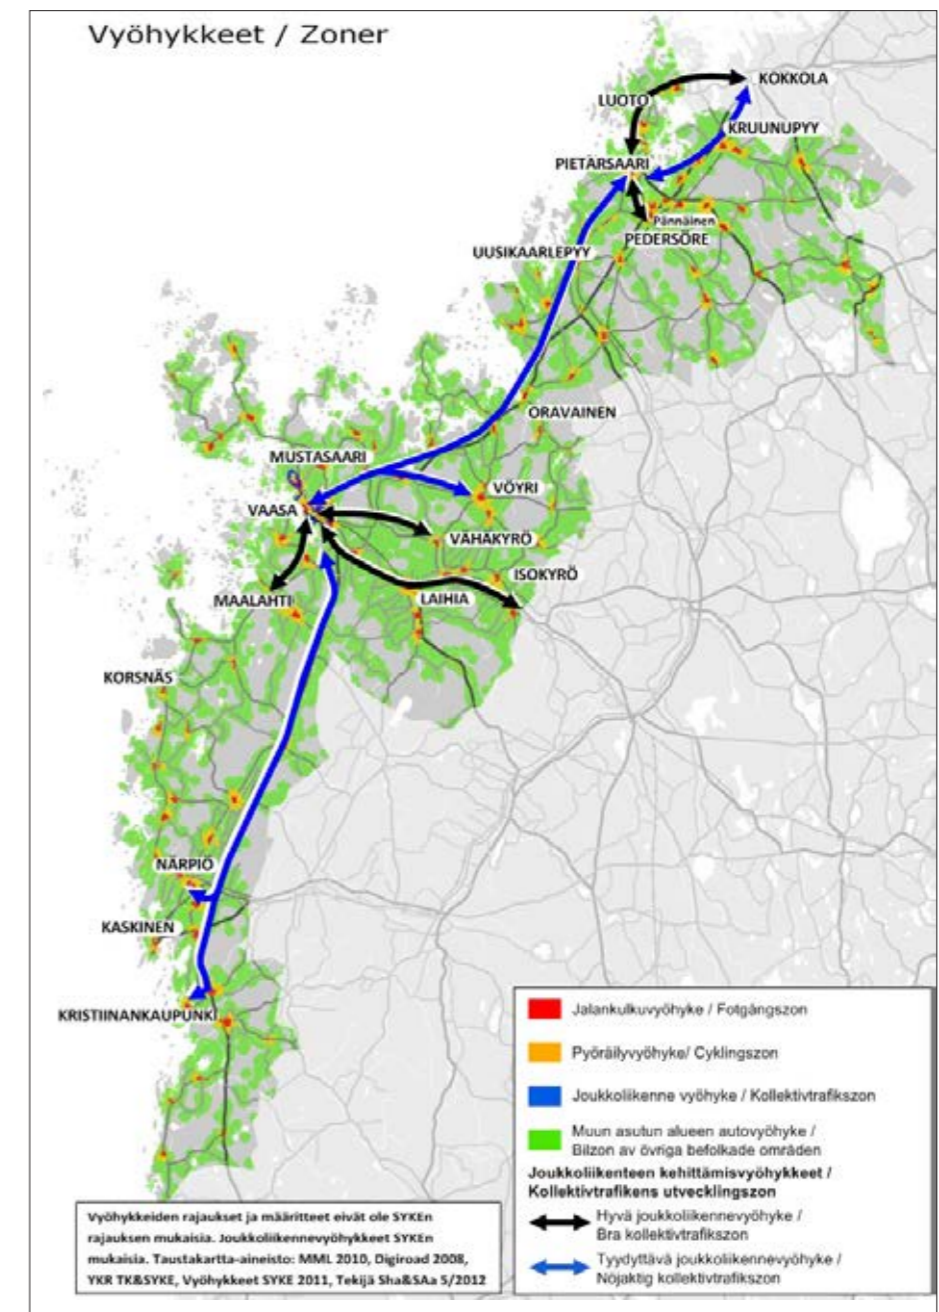 Vyöhykkeet / Zoner
KOKKOLA
LUOTO
KRUUNUPYY
PIETARSAARI
Pännäinen
PEDERSÖRE
UUSIKAARLEPYY
ORAVAINEN
MUSTASAARI
VÖYRI
VAASA
VÄHÄKYRÖ
ISOKYRÖ
MAALAHTI
LAIHIA
KORSNÄS
NÄRPIÖ
KASKINEN
KRISTIINANKAUPUNKI
Jalankulkuvyöhyke / Fotgångszon
Pyöräilyvyöhyke/ Cyklingszon
Joukkoliikenne vyöhyke / Kollektivtrafikszon
Muun asutun alueen autovyöhyke /
Bilzon av övriga befolkade områden
Joukkoliikenteen kehittämisvyöhykkeet /
Kollektivtrafikens utvecklingszon
Hyvä joukkoliikennevyöhyke /
Bra kollektivtrafikszon
Tyydyttävä joukkoliikennevyöhyke /
Nöjaktig kollektivtrafikszon
Vyöhykkeiden rajaukset ja määritteet eivät ole SYKEn
rajauksen mukaisia. Joukkoliikennevyöhykkeet SYKEn
mukaisia. Taustakartta-aineisto: MML 2010, Digiroad 2008,
YKR TK&SYKE, Vyöhykkeet SYKE 2011, Tekijä Sha&SAa 5/2012